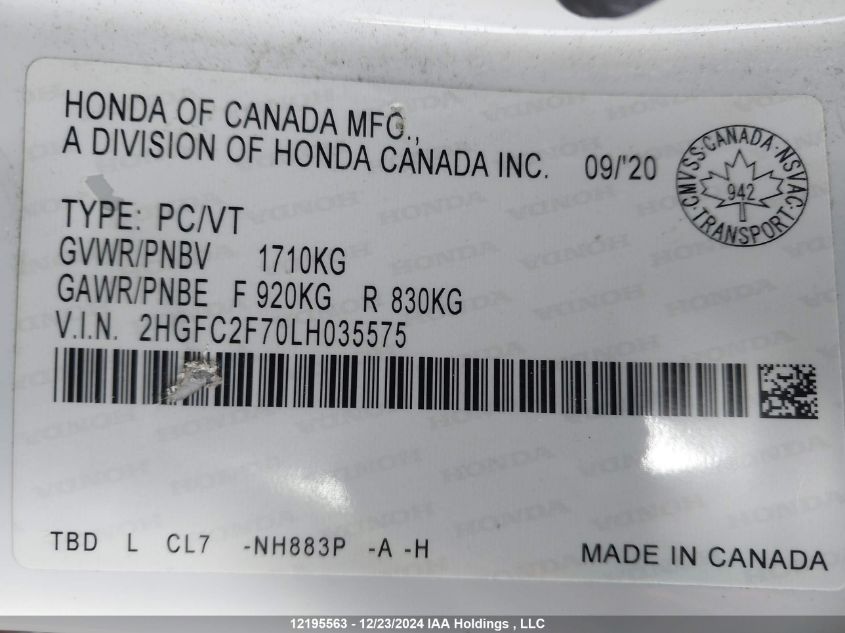 HONDA OF CANADA MFG.,
A DIVISION OF HONDA CANADA INC.
09/'20
CMVSS·CANADA·NSVAC
942
·TRANSPORT·
TYPE: PC/VT
GVWR/PNBV 1710KG
GAWR/PNBE F 920KG R 830KG
V.I.N. 2HGFC2F70LH035575
TBD L CL7 -NH883P -A -H
MADE IN CANADA
12195563 - 12/23/2024 IAA Holdings , LLC